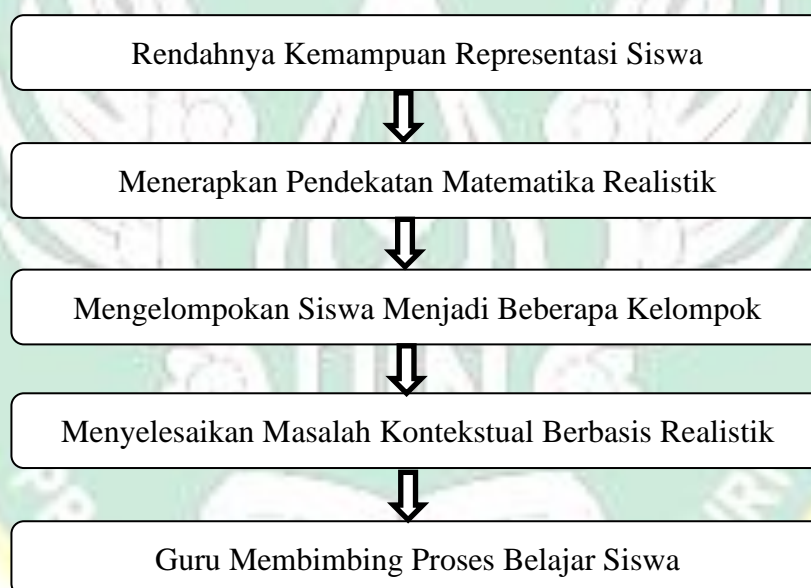 Rendahnya Kemampuan Representasi Siswa
Menerapkan Pendekatan Matematika Realistik
Mengelompokan Siswa Menjadi Beberapa Kelompok
Menyelesaikan Masalah Kontekstual Berbasis Realistik
Guru Membimbing Proses Belajar Siswa